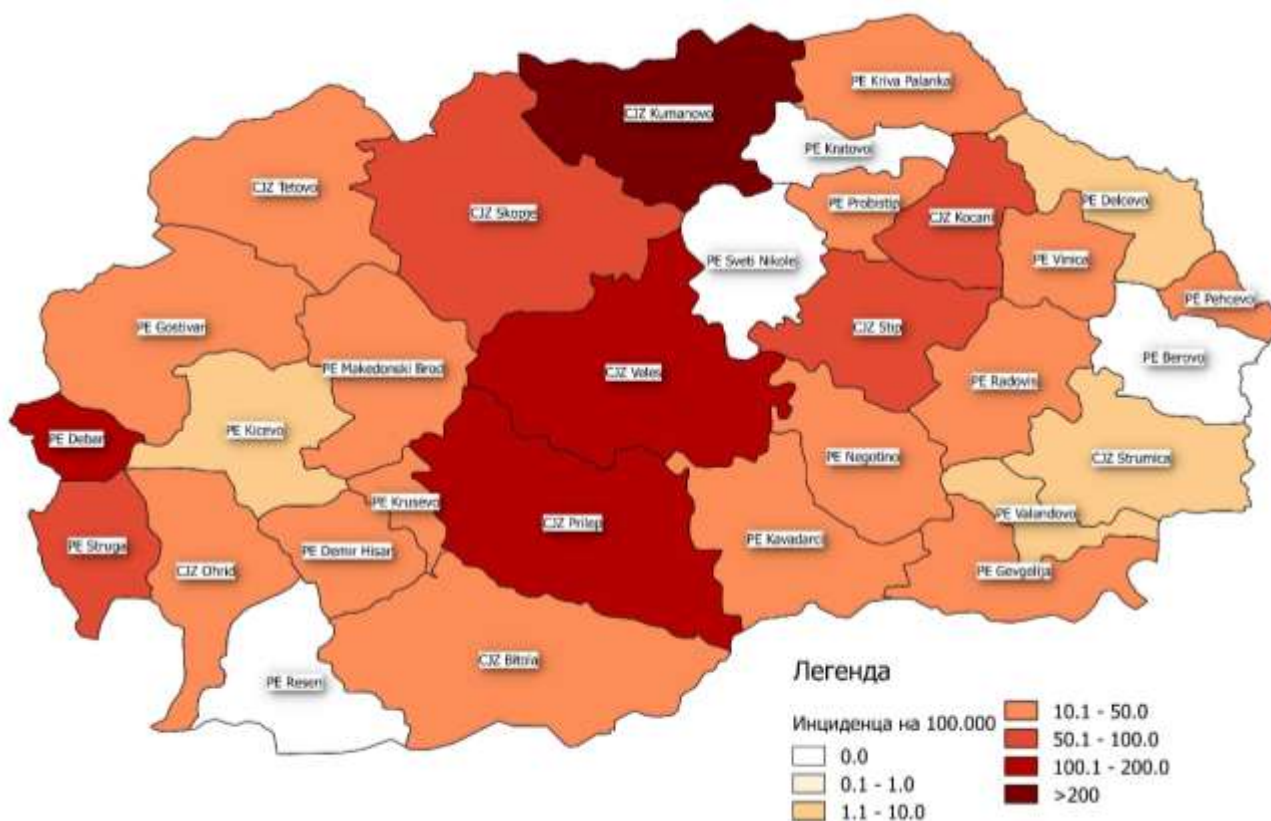 PE Kriva Palanka
CJZ Kumanovo
PE Kratovo
CJZ Tetovo
PE Probistip
PE Delcevo
CJZ Skopje
CJZ Kocani
PE Sveti Nikole
PE Vinica
PE Pehcevo
PE Gostivar
CJZ Stip
PE Berovo
PE Makedonski Brod
CJZ Veles
PE Radovis
PE Debar
PE Kicevo
PE Negotino
CJZ Strumica
PE Krusevo
PE Valandovo
CJZ Prilep
PE Kavadarci
PE Struga
PE Demir Hisar
CJZ Ohrid
PE Gevgelija
CJZ Bitola
PE Resen
Легенда
Инциденца на 100.000
0.0
0.1 - 1.0
1.1 - 10.0
10.1 - 50.0
50.1 - 100.0
100.1 - 200.0
>200